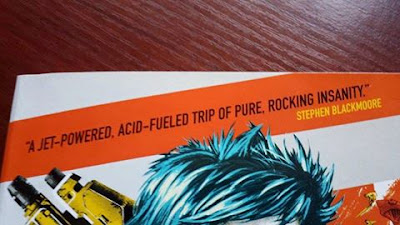 "A JET-POWERED, ACID-FUELED TRIP OF PURE, ROCKING INSANITY."
STEPHEN BLACKMOORE